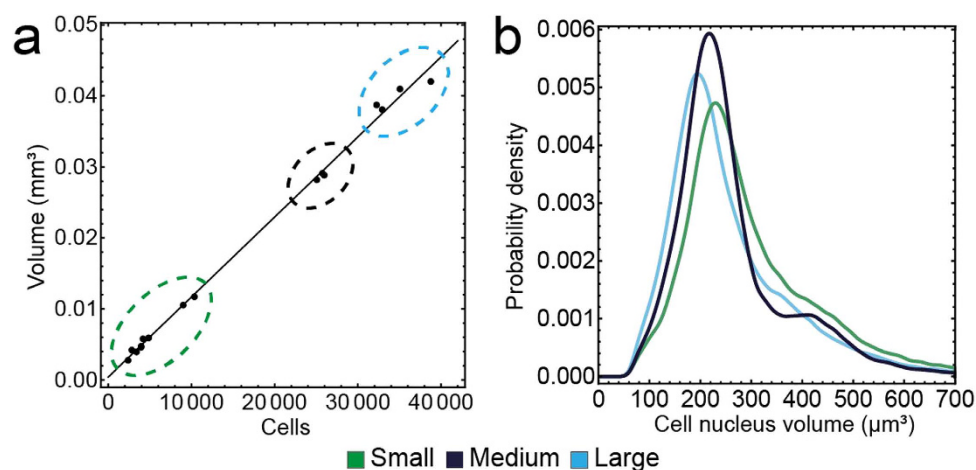 a
Volume (mm³)
0.05
0.04
0.03
0.02
0.01
0.00
0 10 000 20 000 30 000 40 000
Cells
b
Probability density
0.006
0.005
0.004
0.003
0.002
0.001
0.000
0 100 200 300 400 500 600 700
Cell nucleus volume (μm³)
Small Medium Large